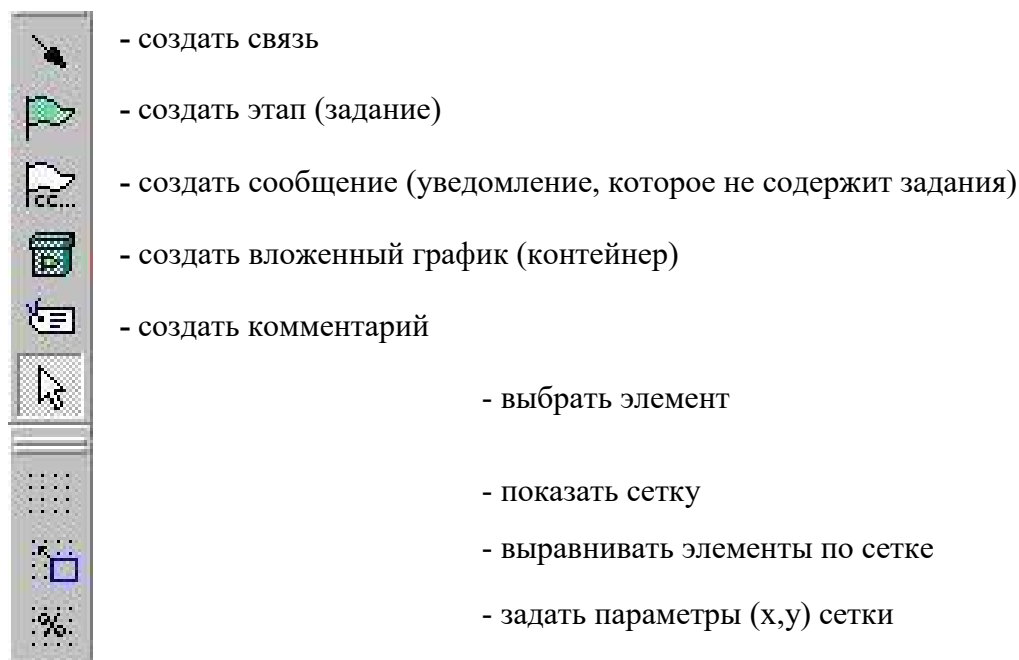 - создать связь
- создать этап (задание)
cc...
- создать сообщение (уведомление, которое не содержит задания)
- создать вложенный график (контейнер)
- создать комментарий
- выбрать элемент
- показать сетку
- выравнивать элементы по сетке
%
- задать параметры (x,y) сетки